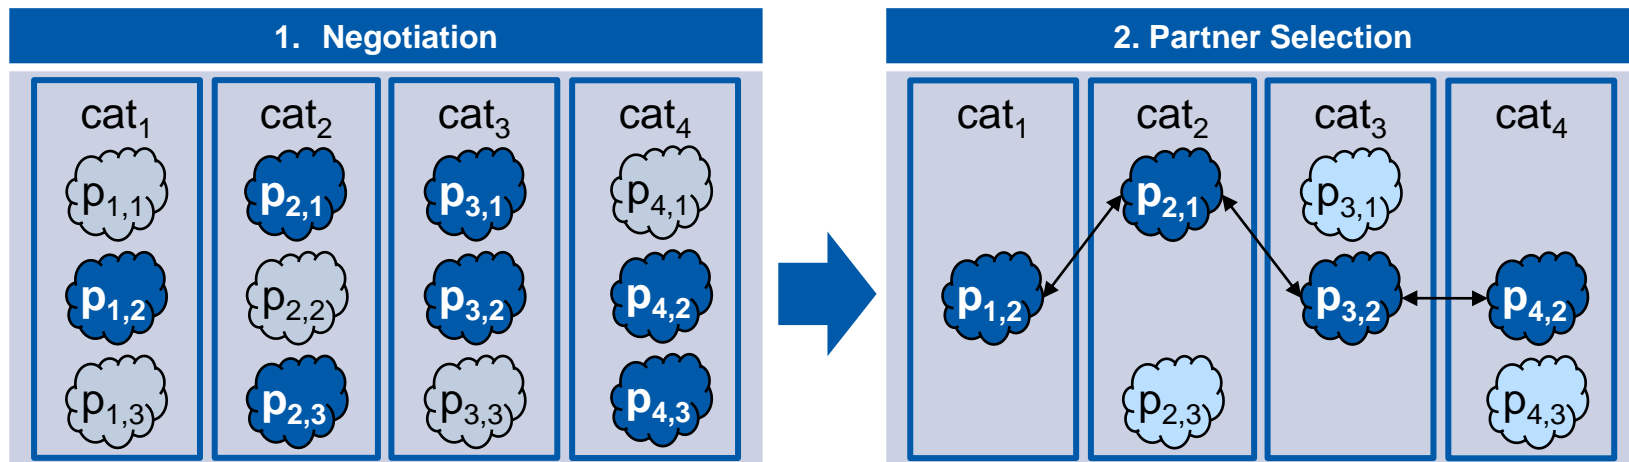 1. Negotiation
cat₁ cat₂ cat₃ cat₄
p₁,₁ p₂,₁ p₃,₁ p₄,₁
p₁,₂ p₂,₂ p₃,₂ p₄,₂
p₁,₃ p₂,₃ p₃,₃ p₄,₃
2. Partner Selection
cat₁ cat₂ cat₃ cat₄
p₂,₁ p₃,₁
p₁,₂ p₃,₂ p₄,₂
p₂,₃ p₄,₃